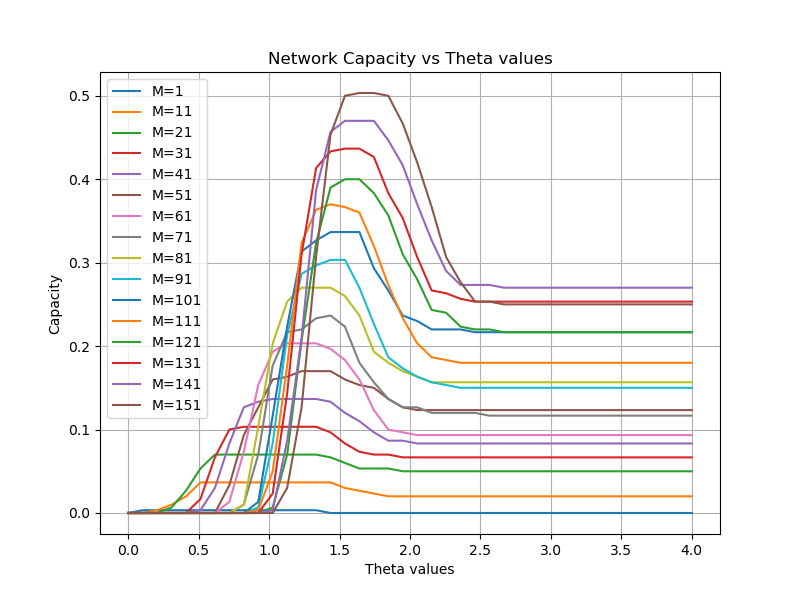 Network Capacity vs Theta values
0.5
0.4
0.3
0.2
0.1
0.0
Capacity
M=1
M=11
M=21
M=31
M=41
M=51
M=61
M=71
M=81
M=91
M=101
M=111
M=121
M=131
M=141
M=151
0.0 0.5 1.0 1.5 2.0 2.5 3.0 3.5 4.0
Theta values